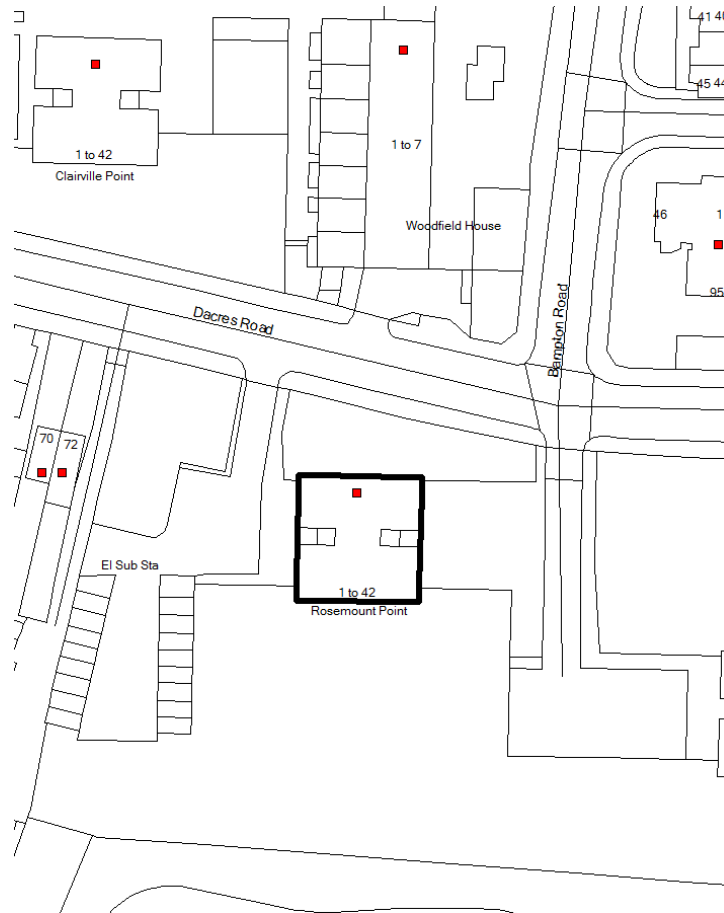 41 40
45 44
1 to 42
Clairville Point
1 to 7
Woodfield House
46
1
95
Dacres Road
Bampton Road
70
72
El Sub Sta
1 to 42
Rosemount Point